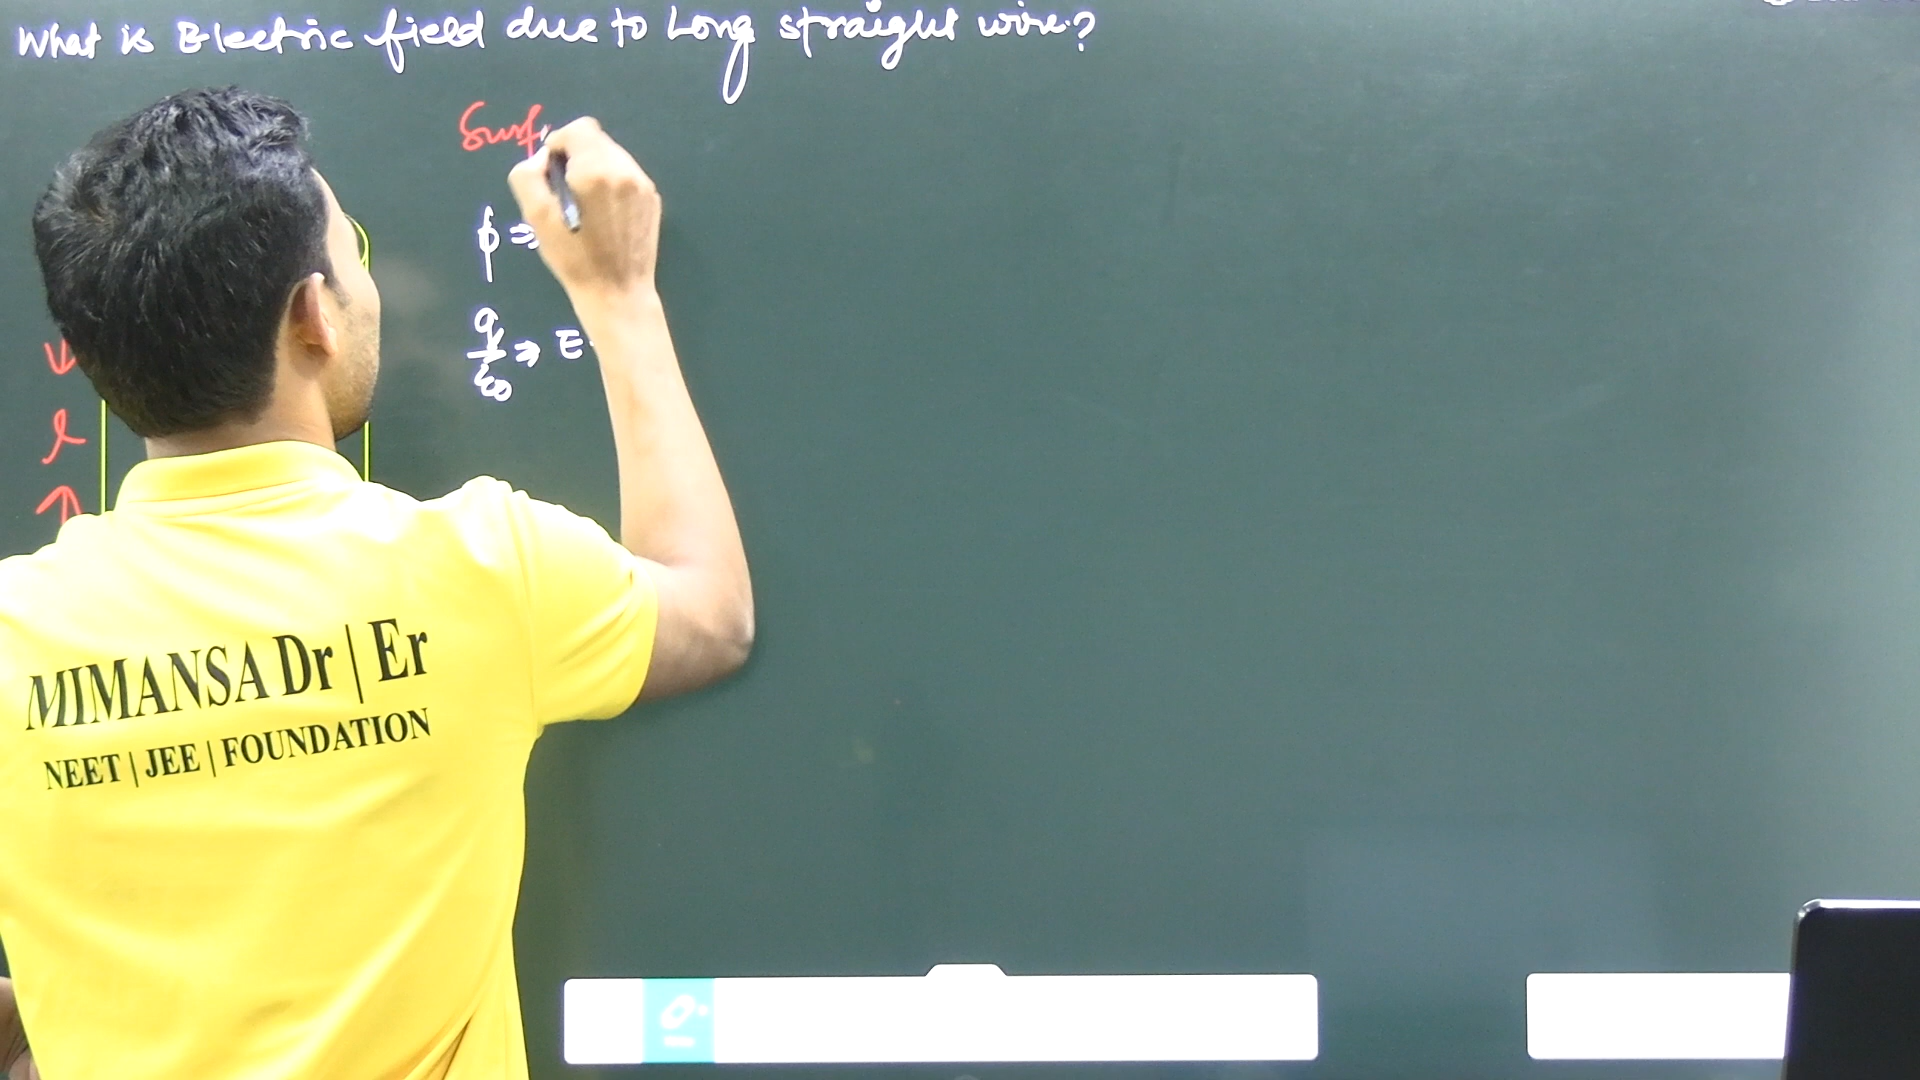 What is Electric field due to Long straight wire?
Surf
ϕ ⇒
q/ε₀ ⇒ E
l
MIMANSA Dr | Er
NEET | JEE | FOUNDATION